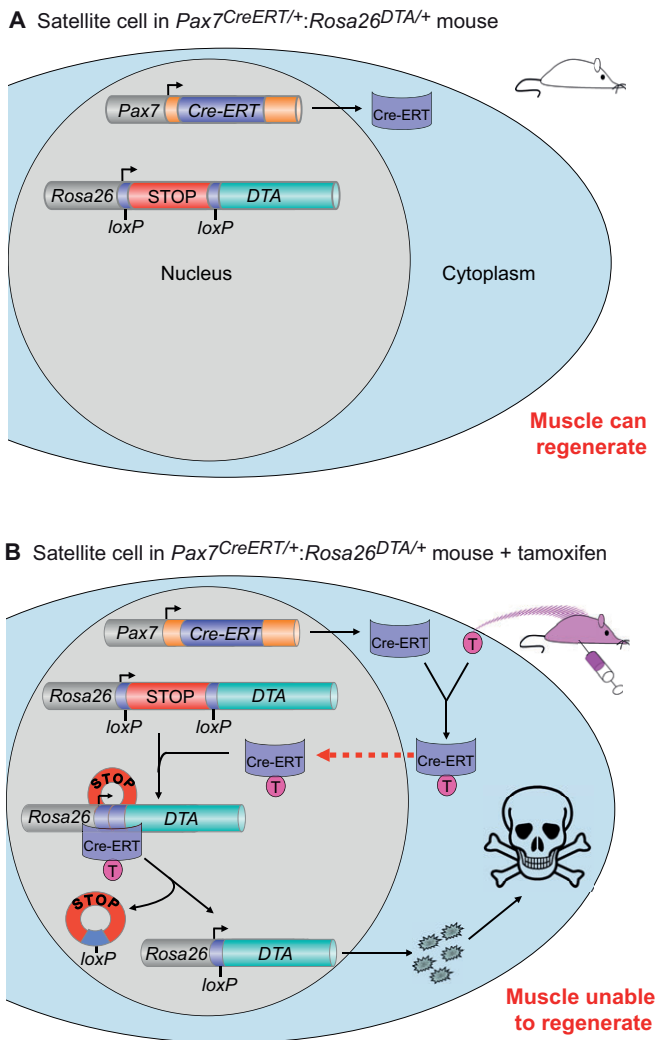 A Satellite cell in Pax7CreERT/+:Rosa26DTA/+ mouse
Pax7 Cre-ERT
Cre-ERT
Rosa26 STOP DTA
loxP loxP
Nucleus Cytoplasm
Muscle can
regenerate
B Satellite cell in Pax7CreERT/+:Rosa26DTA/+ mouse + tamoxifen
Pax7 Cre-ERT
Cre-ERT T
Rosa26 STOP DTA
loxP loxP
Cre-ERT Cre-ERT
T T
STOP
Rosa26 DTA
Cre-ERT
T
STOP
loxP
Rosa26 DTA
loxP
Muscle unable
to regenerate